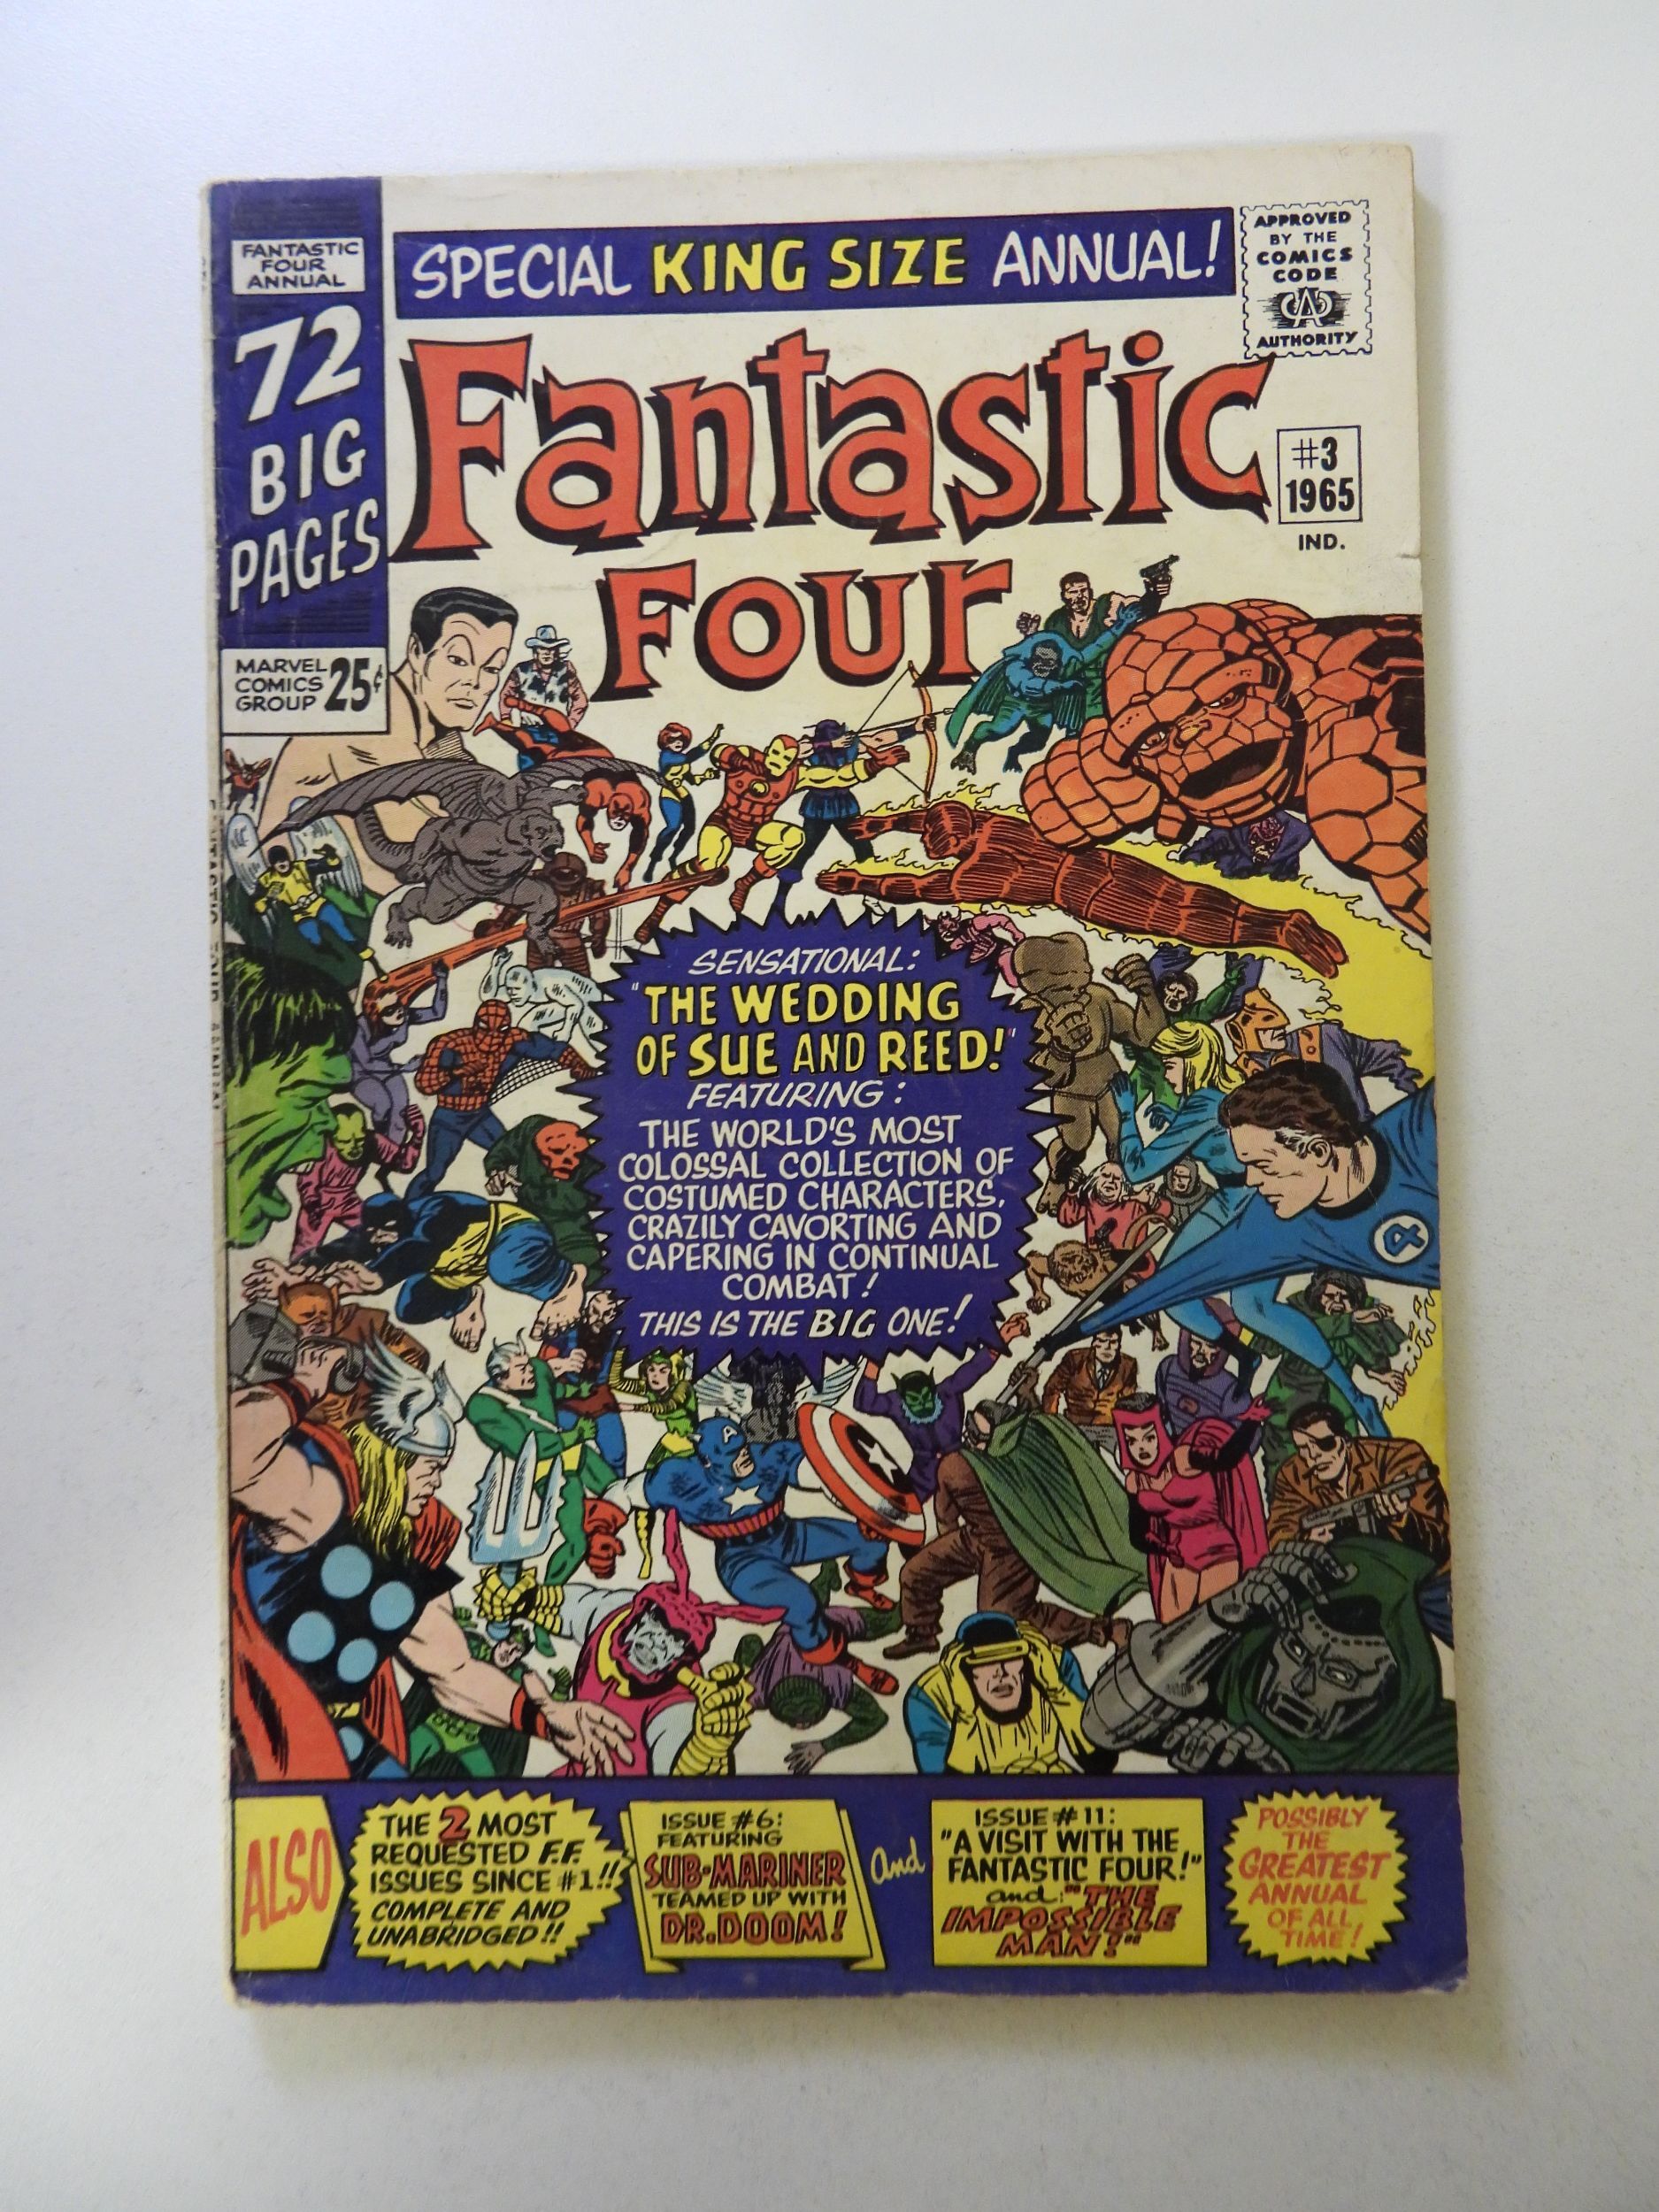 FANTASTIC
FOUR
ANNUAL
72
BIG
PAGES
MARVEL
COMICS
GROUP
25¢
SPECIAL KING SIZE ANNUAL!
APPROVED
BY THE
COMICS
CODE
CA
AUTHORITY
Fantastic
Four
#3
1965
IND.
SENSATIONAL:
"THE WEDDING
OF SUE AND REED!"
FEATURING:
THE WORLD'S MOST
COLOSSAL COLLECTION OF
COSTUMED CHARACTERS,
CRAZILY CAVORTING AND
CAPERING IN CONTINUAL
COMBAT!
THIS IS THE BIG ONE!
4
A
ALSO
THE 2 MOST
REQUESTED F.F.
ISSUES SINCE #1!!
COMPLETE AND
UNABRIDGED!!
ISSUE #6:
FEATURING
SUB-MARINER
TEAMED UP WITH
DR. DOOM!
And
ISSUE #11:
"A VISIT WITH THE
FANTASTIC FOUR!"
and: "THE
IMPOSSIBLE
MAN!"
POSSIBLY
THE
GREATEST
ANNUAL
OF ALL
TIME!